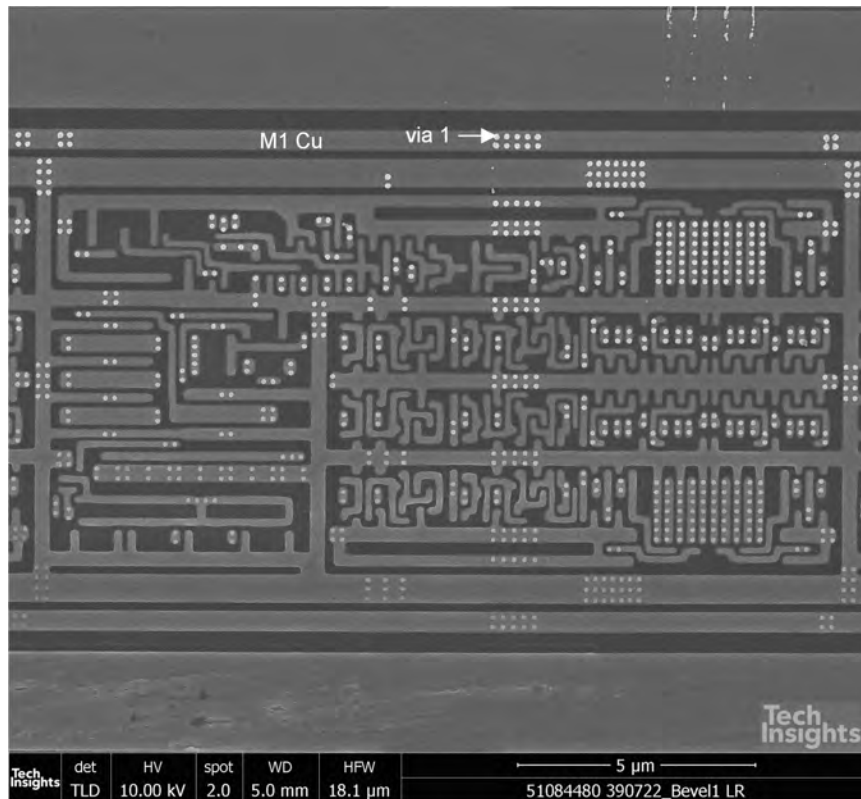 M1 Cu
via 1
Tech
Insights
Tech
Insights
det HV spot WD HFW
5 µm
TLD 10.00 kV 2.0 5.0 mm 18.1 µm
51084480 390722_Bevel1 LR